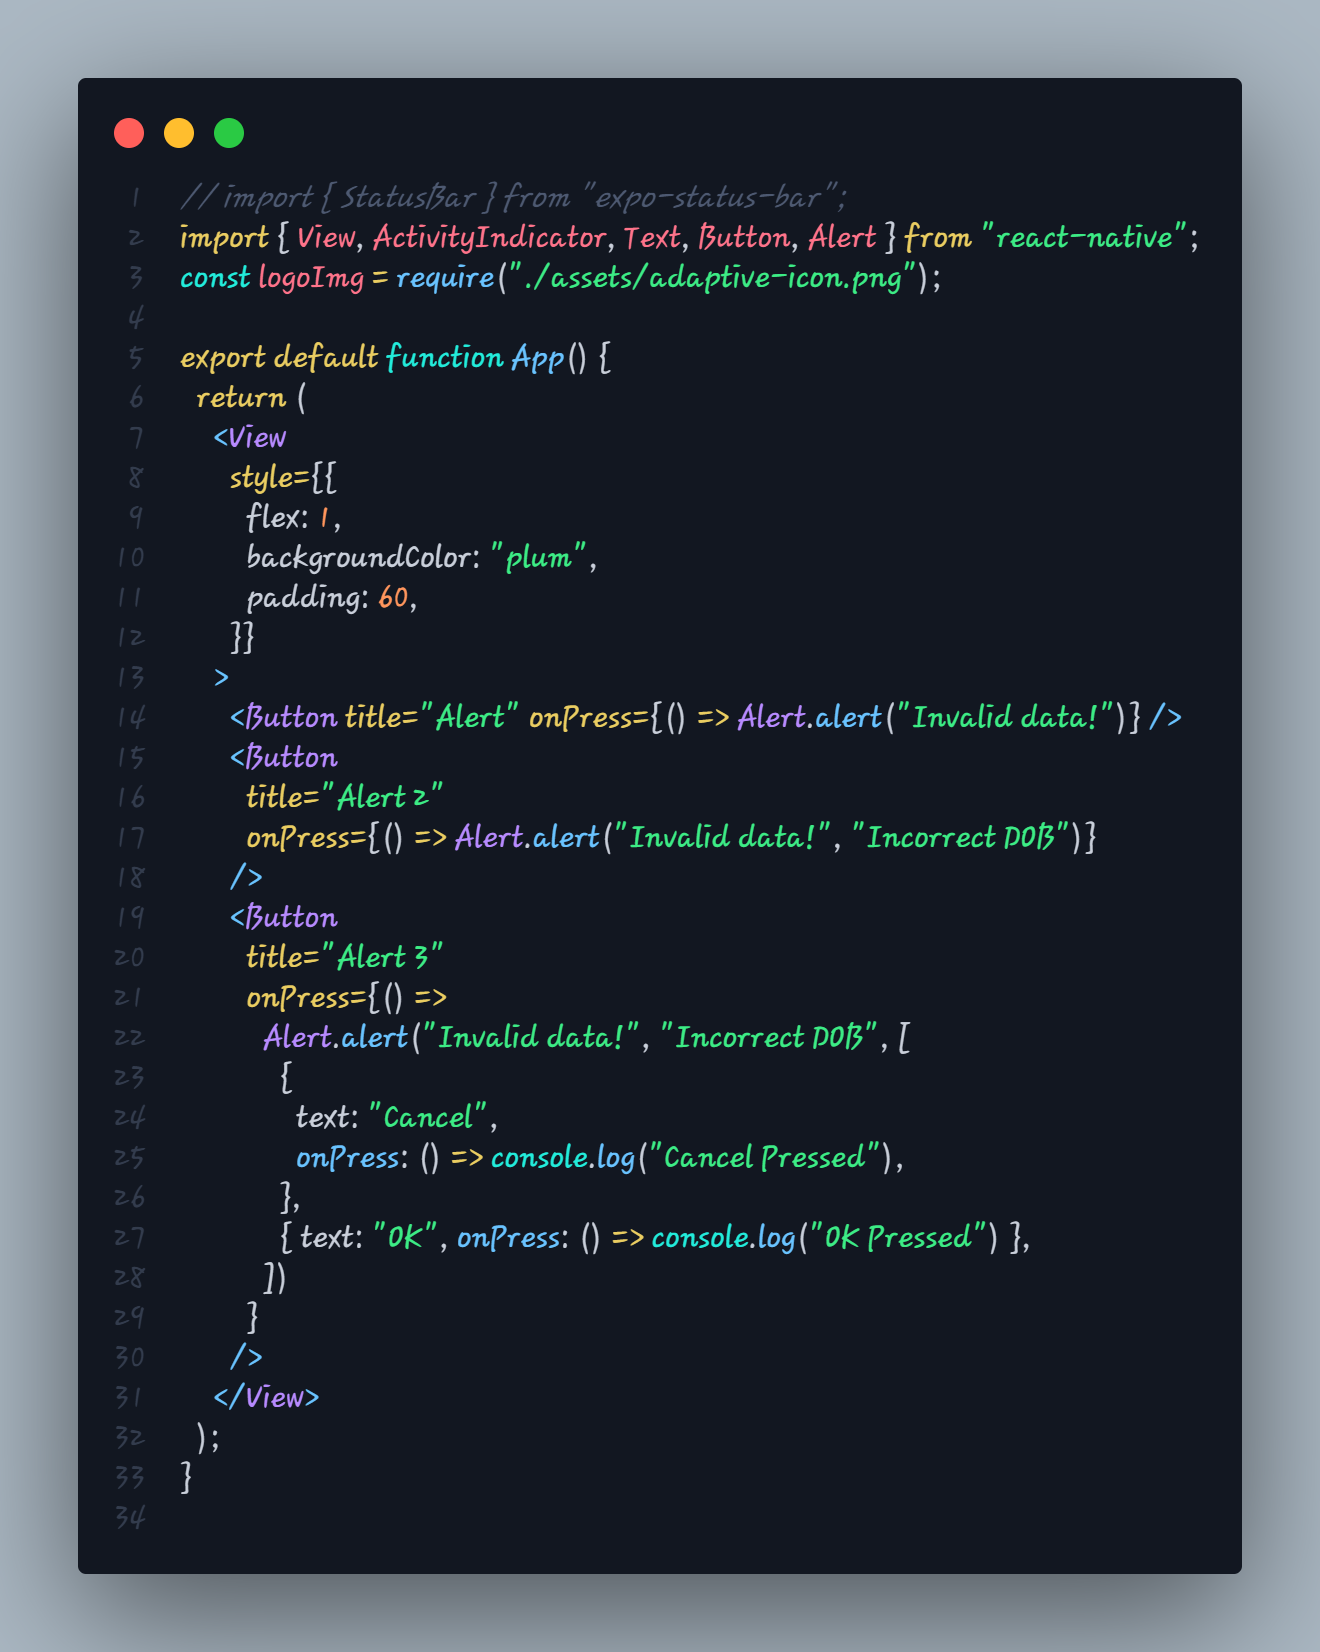 1 // import { StatusBar } from "expo-status-bar";
2 import { View, ActivityIndicator, Text, Button, Alert } from "react-native";
3 const logoImg = require("./assets/adaptive-icon.png");
4
5 export default function App() {
6   return (
7     <View
8       style={{
9         flex: 1,
10         backgroundColor: "plum",
11         padding: 60,
12       }}
13     >
14       <Button title="Alert" onPress={() => Alert.alert("Invalid data!")} />
15       <Button
16         title="Alert 2"
17         onPress={() => Alert.alert("Invalid data!", "Incorrect DOB")}
18       />
19       <Button
20         title="Alert 3"
21         onPress={() =>
22           Alert.alert("Invalid data!", "Incorrect DOB", [
23             {
24               text: "Cancel",
25               onPress: () => console.log("Cancel Pressed"),
26             },
27             { text: "OK", onPress: () => console.log("OK Pressed") },
28           ])
29         }
30       />
31     </View>
32   );
33 }
34